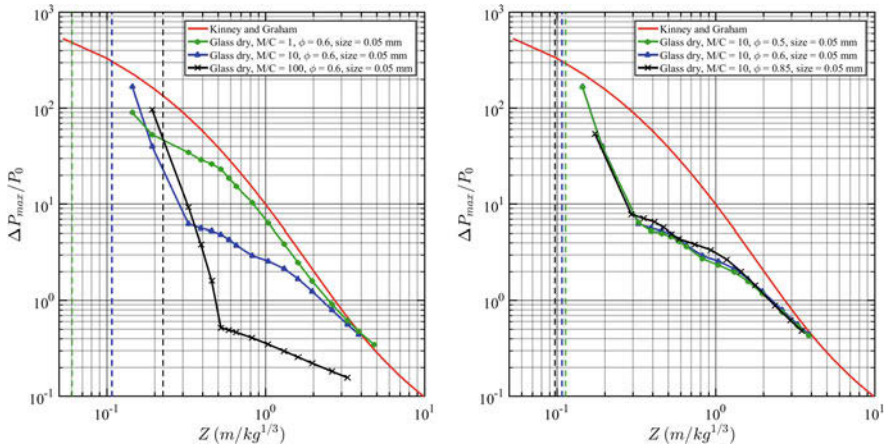 10^3
10^2
10^1
10^0
10^-1
ΔP_max/P_0
Kinney and Graham
Glass dry, M/C = 1, ϕ = 0.6, size = 0.05 mm
Glass dry, M/C = 10, ϕ = 0.6, size = 0.05 mm
Glass dry, M/C = 100, ϕ = 0.6, size = 0.05 mm
10^-1
10^0
10^1
Z (m/kg^1/3)
10^3
10^2
10^1
10^0
10^-1
ΔP_max/P_0
Kinney and Graham
Glass dry, M/C = 10, ϕ = 0.5, size = 0.05 mm
Glass dry, M/C = 10, ϕ = 0.6, size = 0.05 mm
Glass dry, M/C = 10, ϕ = 0.85, size = 0.05 mm
10^-1
10^0
10^1
Z (m/kg^1/3)